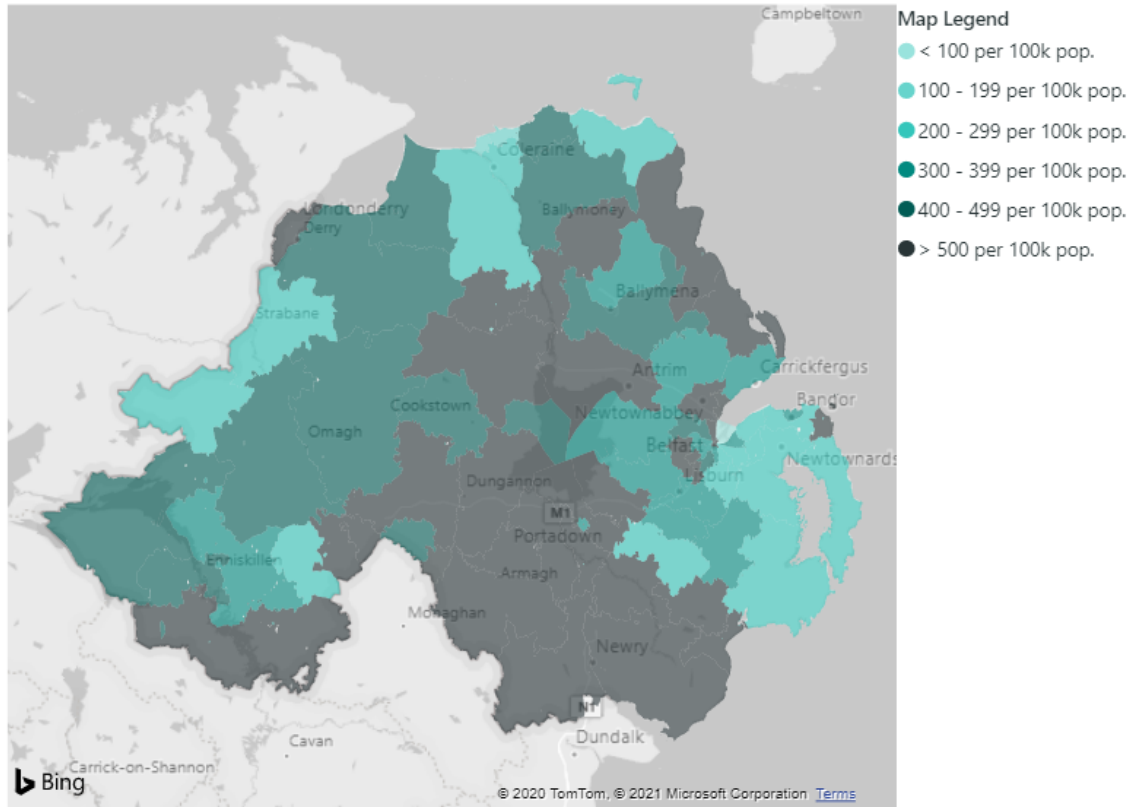 Campbeltown
Map Legend
< 100 per 100k pop.
100 - 199 per 100k pop.
200 - 299 per 100k pop.
300 - 399 per 100k pop.
400 - 499 per 100k pop.
> 500 per 100k pop.
Coleraine
Londonderry
Derry
Ballymoney
Ballymena
Strabane
Antrim
Carrickfergus
Bangor
Cookstown
Newtownabbey
Omagh
Belfast
Newtownards
Lisburn
Dungannon
M1
Portadown
Enniskillen
Armagh
Monaghan
Newry
N1
Dundalk
Cavan
Carrick-on-Shannon
Bing
© 2020 TomTom, © 2021 Microsoft Corporation Terms